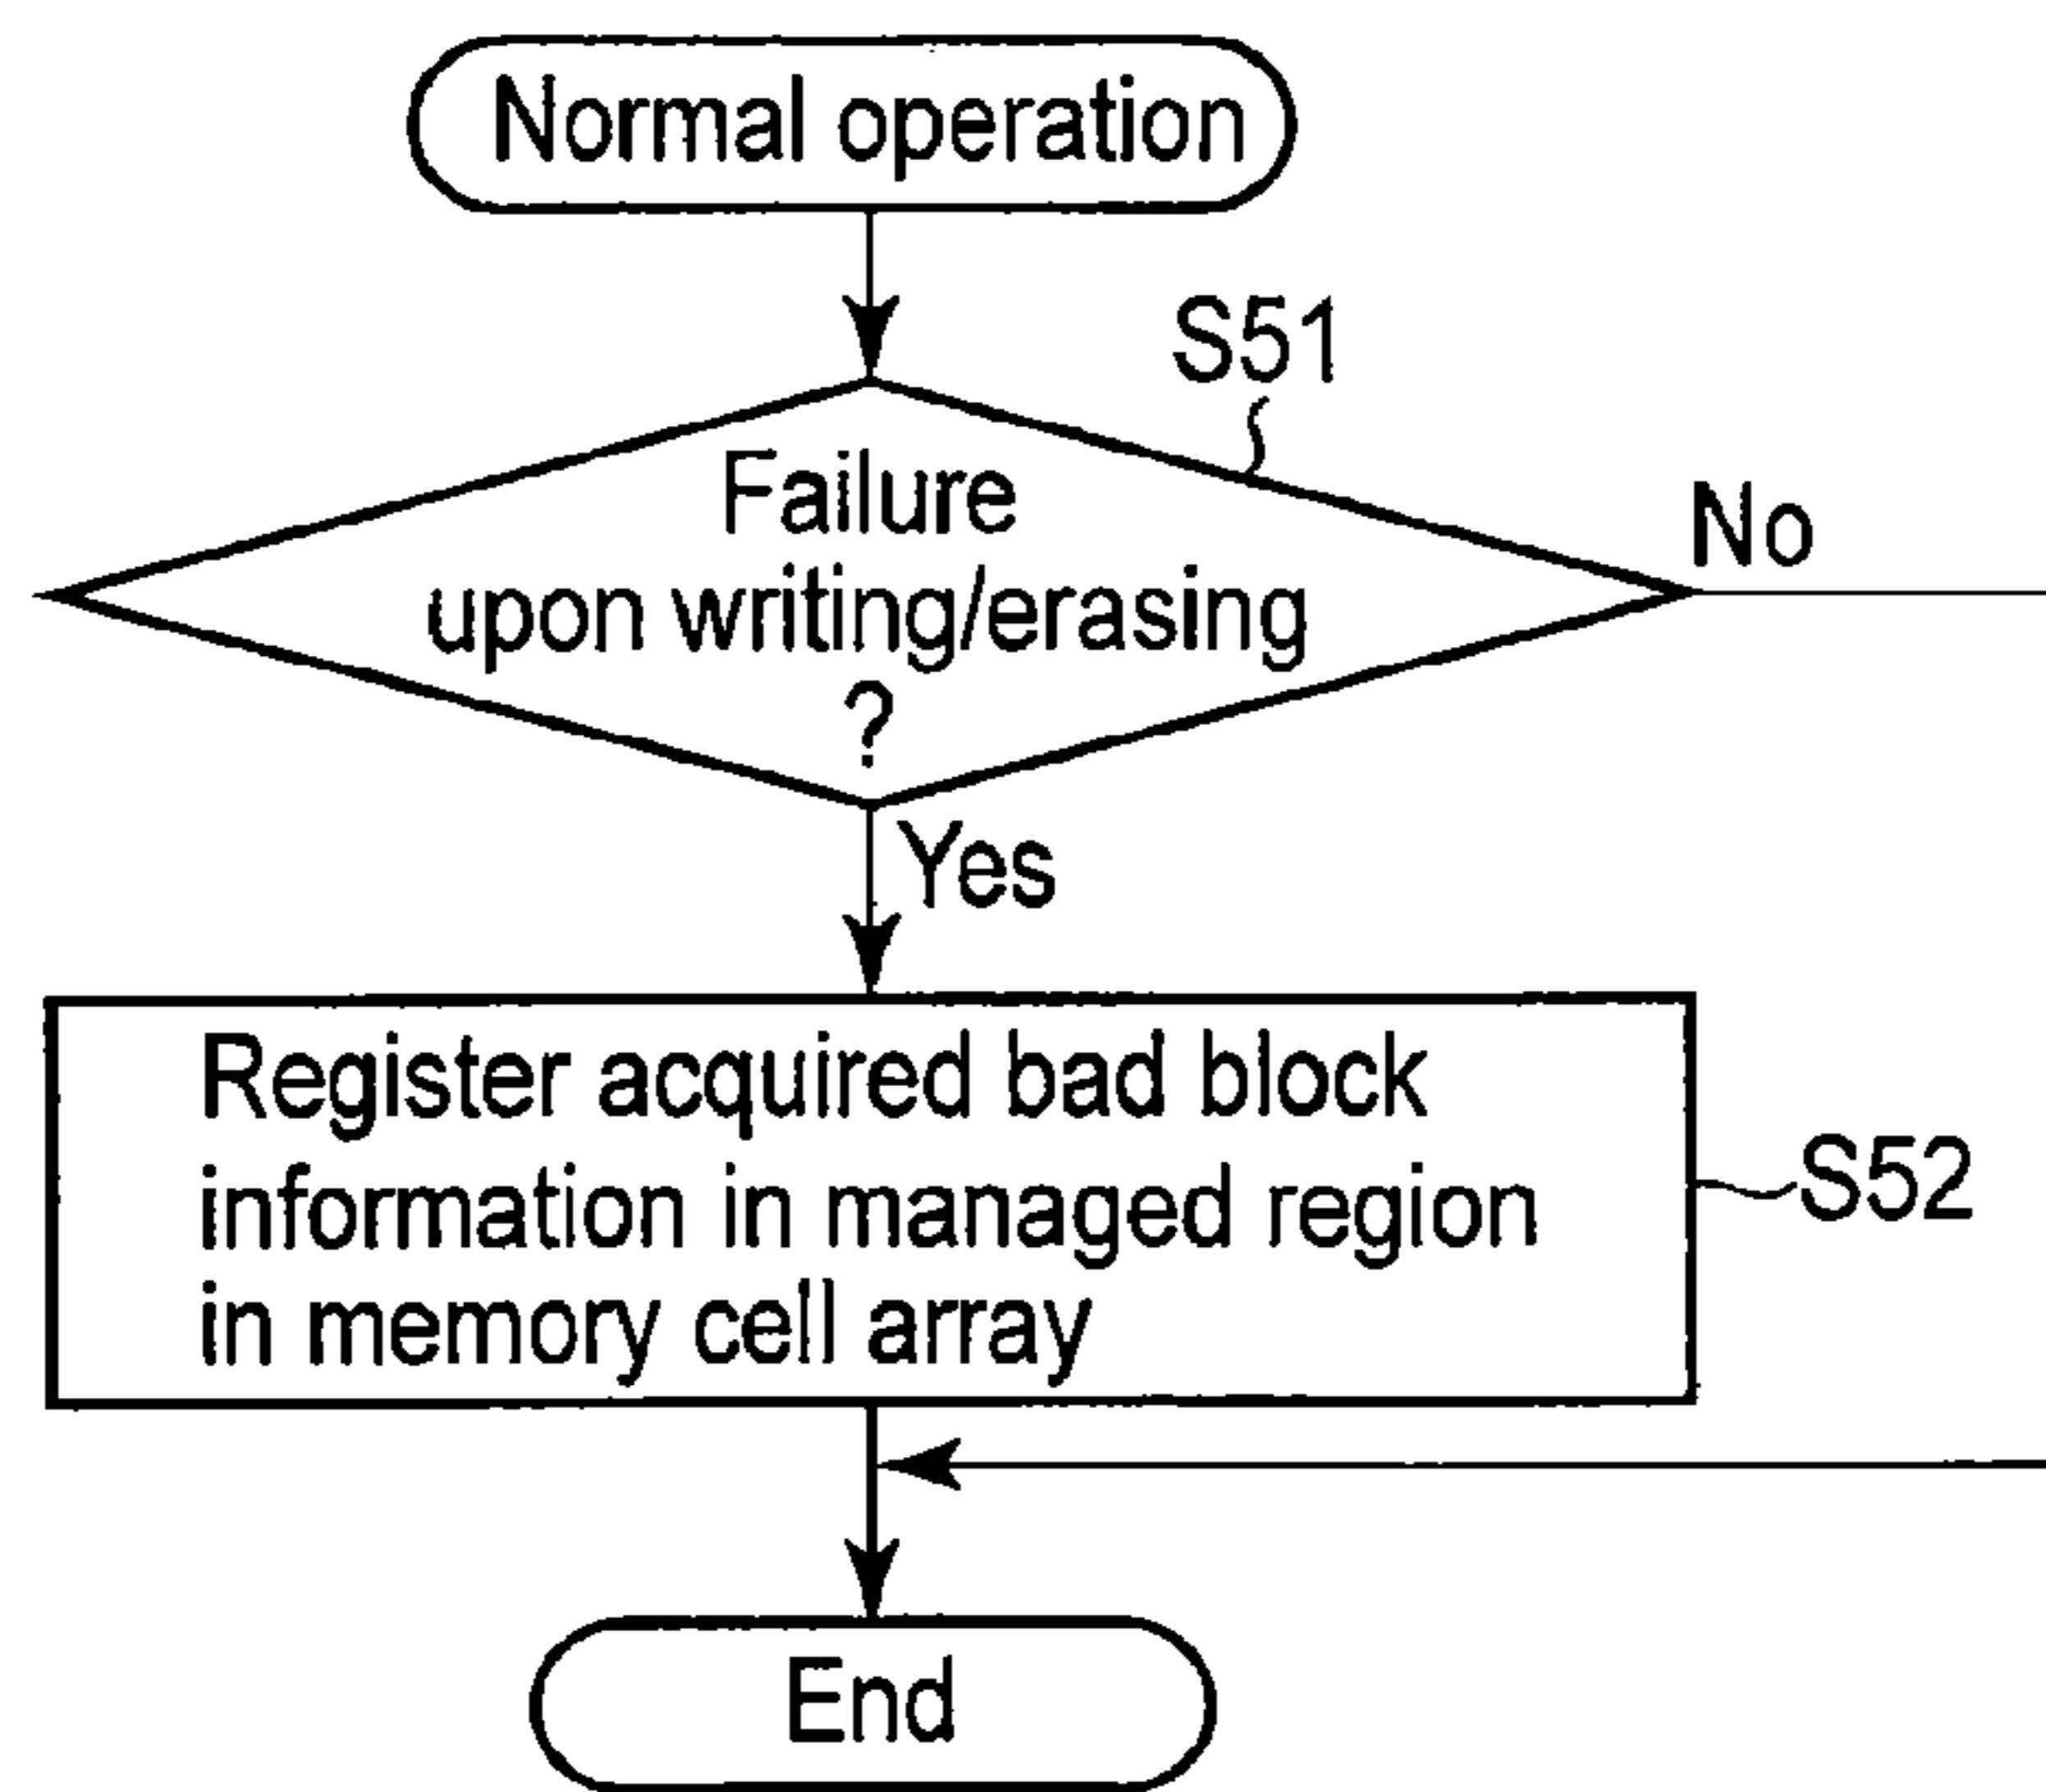 Normal operation
S51
Failure
upon writing/erasing
?
No
Yes
Register acquired bad block
information in managed region
in memory cell array
S52
End